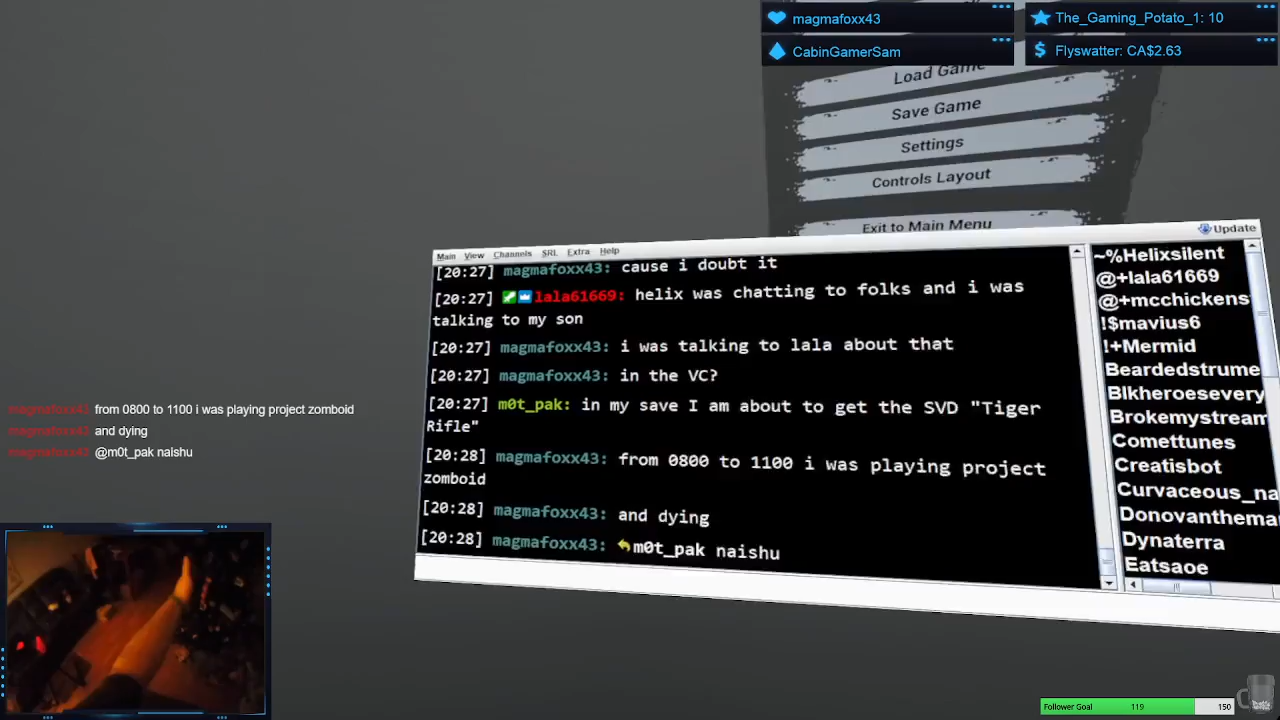 magmafoxx43
The_Gaming_Potato_1: 10
CabinGamerSam
Flyswatter: CA$2.63
Load Game
Save Game
Settings
Controls Layout
Exit to Main Menu
Main View Channels SRL Extra Help
Update
[20:27] magmafoxx43: cause i doubt it
[20:27] lala61669: helix was chatting to folks and i was
talking to my son
[20:27] magmafoxx43: i was talking to lala about that
[20:27] magmafoxx43: in the VC?
[20:27] m0t_pak: in my save I am about to get the SVD "Tiger
Rifle"
[20:28] magmafoxx43: from 0800 to 1100 i was playing project
zomboid
[20:28] magmafoxx43: and dying
[20:28] magmafoxx43: m0t_pak naishu
~%Helixsilent
@+lala61669
@+mcchickens
!$mavius6
!+Mermid
Beardedstrume
Blkheroesevery
Brokemystream
Comettunes
Creatisbot
Curvaceous_na
Donovanthema
Dynaterra
Eatsaoe
magmafoxx43 from 0800 to 1100 i was playing project zomboid
magmafoxx43 and dying
magmafoxx43 @m0t_pak naishu
Follower Goal 119 150